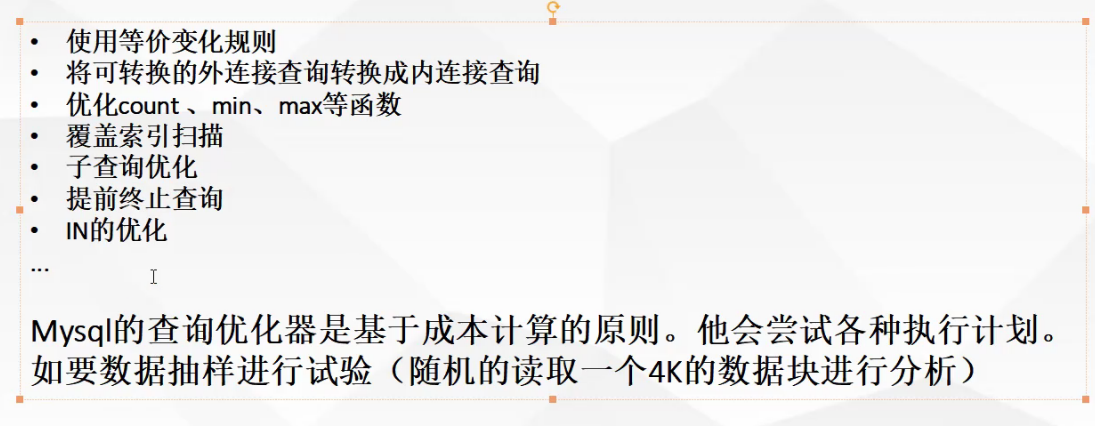 • 使用等价变化规则
• 将可转换的外连接查询转换成内连接查询
• 优化count 、min、max等函数
• 覆盖索引扫描
• 子查询优化
• 提前终止查询
• IN的优化
...
Mysql的查询优化器是基于成本计算的原则。他会尝试各种执行计划。
如要数据抽样进行试验（随机的读取一个4K的数据块进行分析）